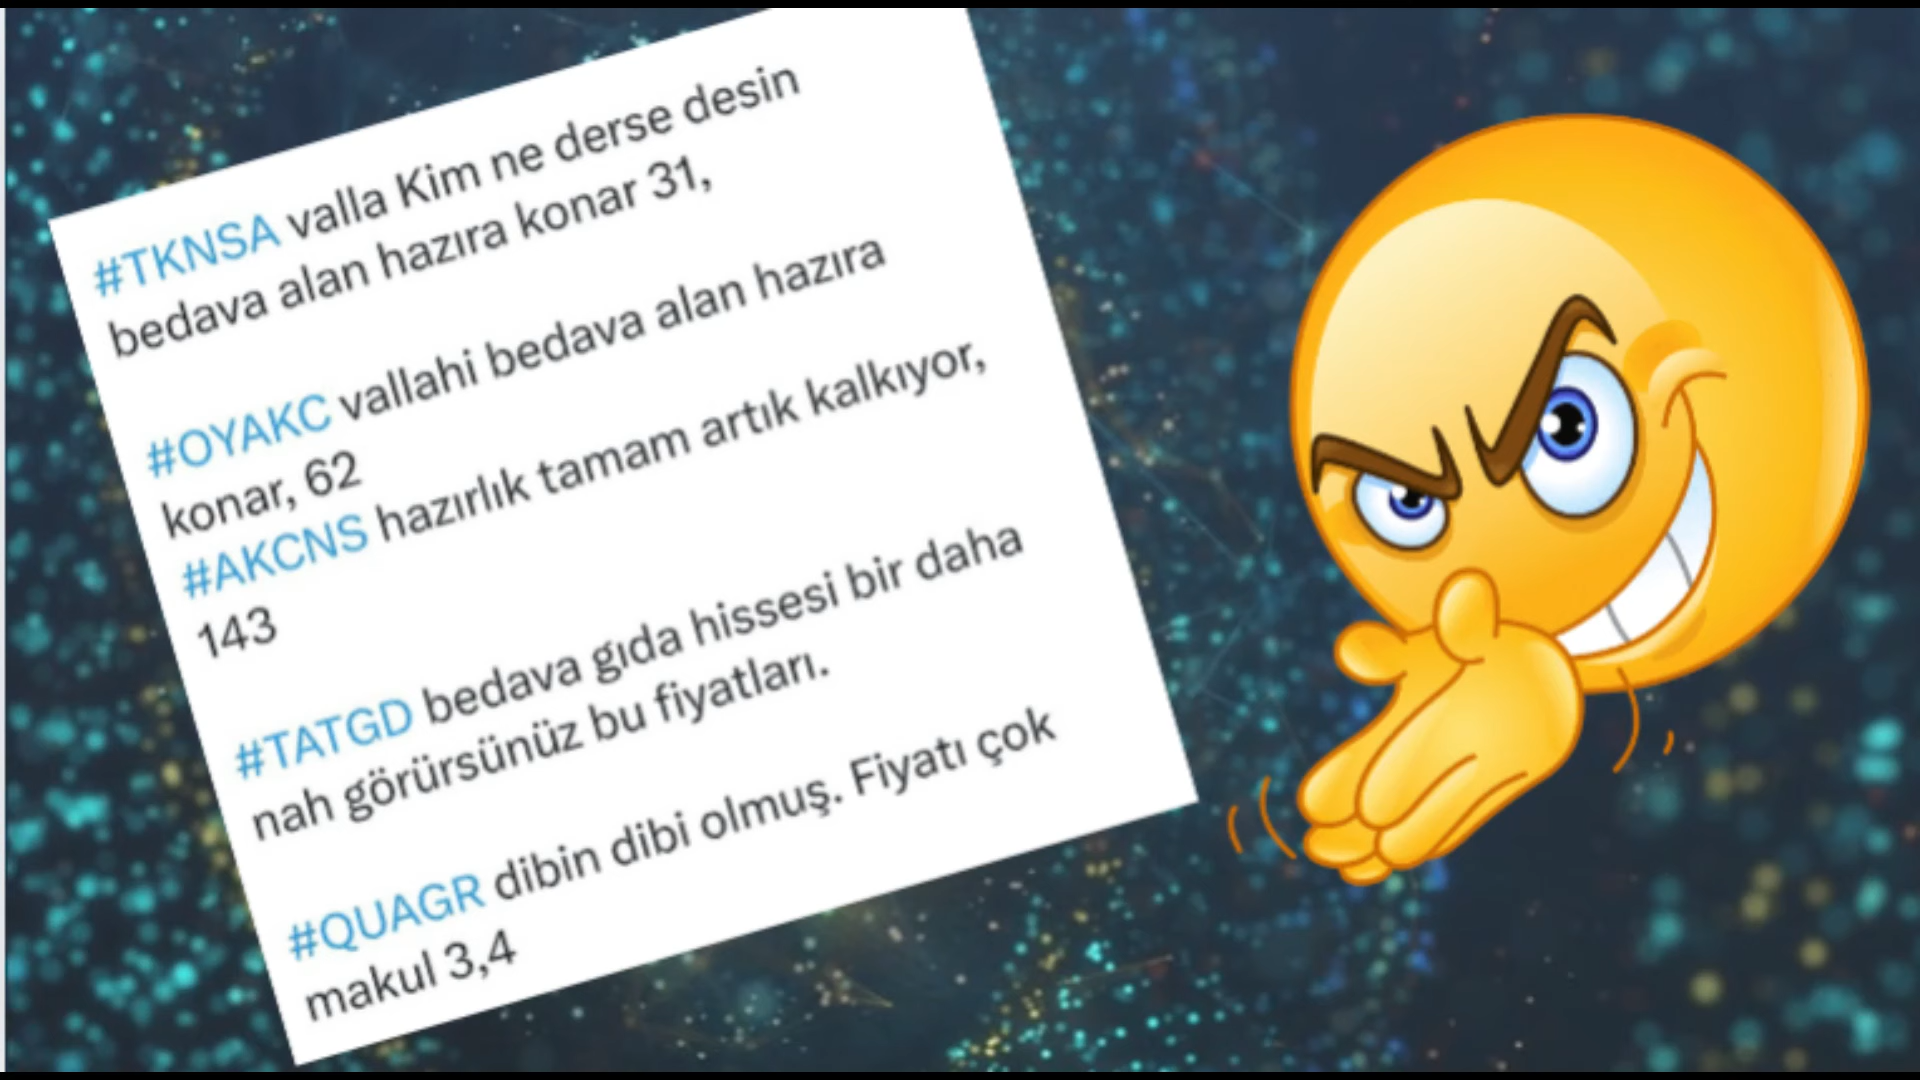 #TKNSA valla Kim ne derse desin
bedava alan hazıra konar 31,
#OYAKC vallahi bedava alan hazıra
konar, 62
#AKCNS hazırlık tamam artık kalkıyor,
143
#TATGD bedava gıda hissesi bir daha
nah görürsünüz bu fiyatları.
#QUAGR dibin dibi olmuş. Fiyatı çok
makul 3,4